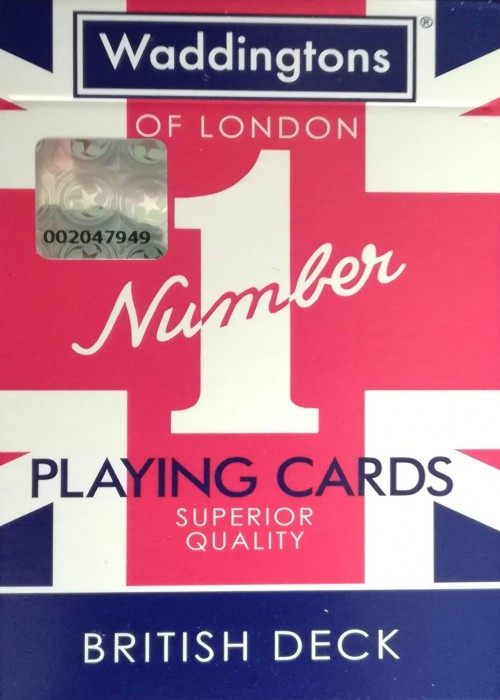 Waddingtons®
OF LONDON
002047949
1
Number
PLAYING CARDS
SUPERIOR
QUALITY
BRITISH DECK